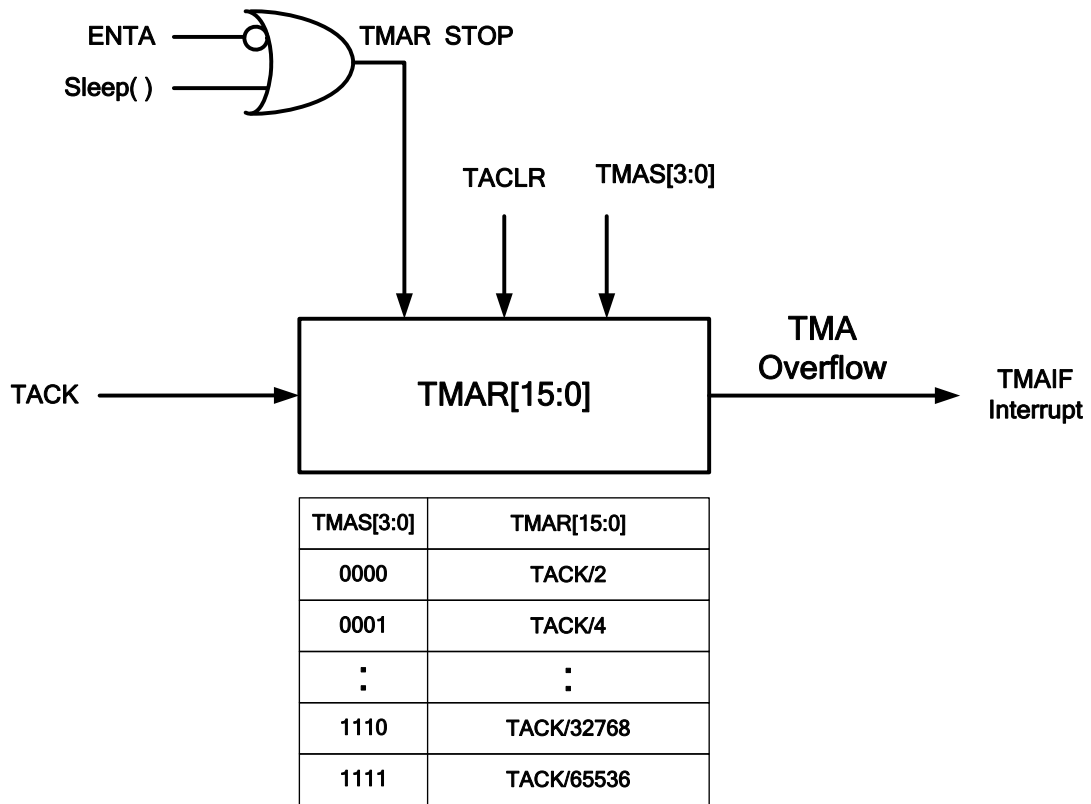 ENTA
TMAR STOP
Sleep( )
TACLR
TMAS[3:0]
TACK
TMAR[15:0]
TMA
Overflow
TMAIF
Interrupt
TMAS[3:0] TMAR[15:0]
0000 TACK/2
0001 TACK/4
: :
1110 TACK/32768
1111 TACK/65536